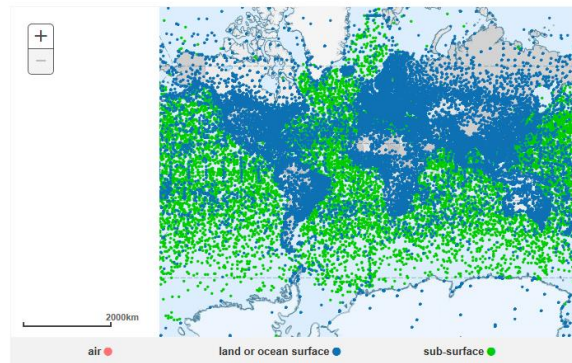 +
−
2000km
air land or ocean surface sub-surface